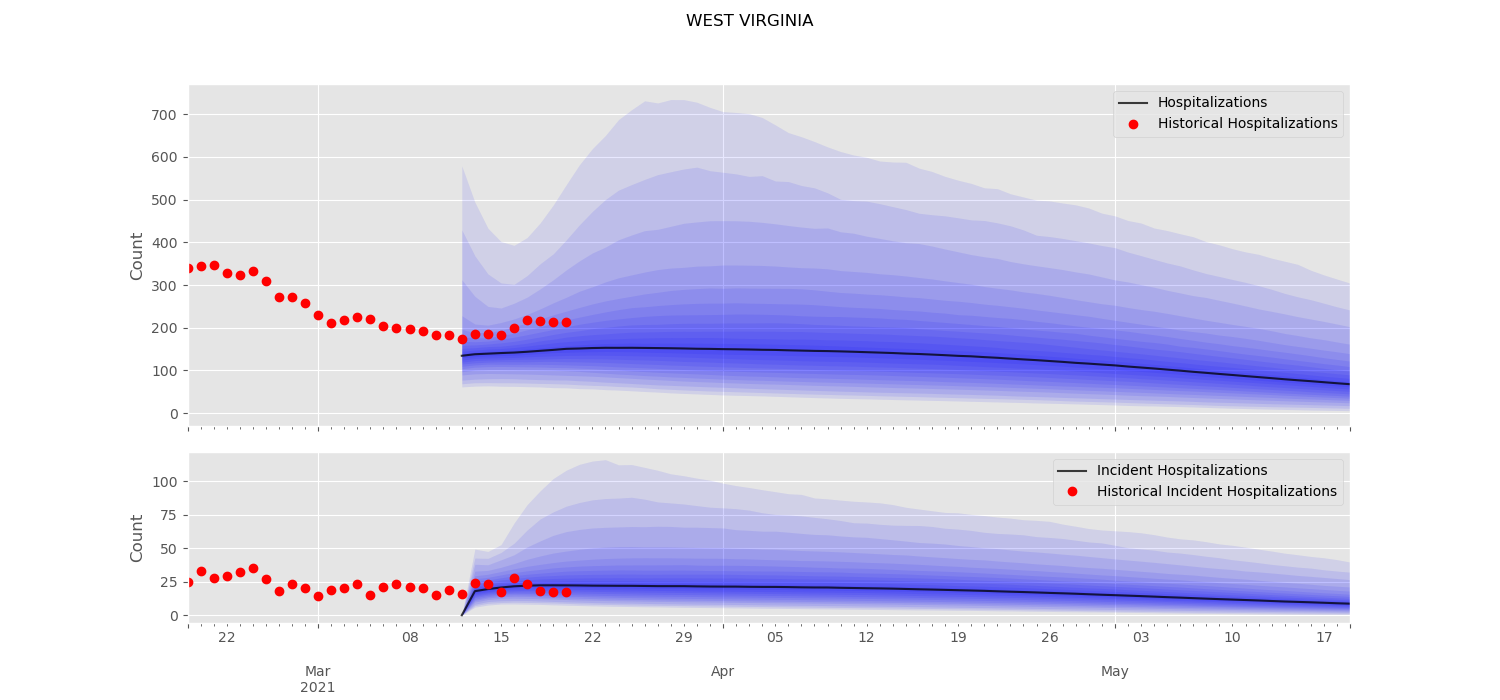 WEST VIRGINIA
Hospitalizations
Historical Hospitalizations
700
600
500
400
300
200
100
0
Count
Incident Hospitalizations
Historical Incident Hospitalizations
100
75
50
25
0
Count
22 08 15 22 29 05 12 19 26 03 10 17
Mar Apr May
2021